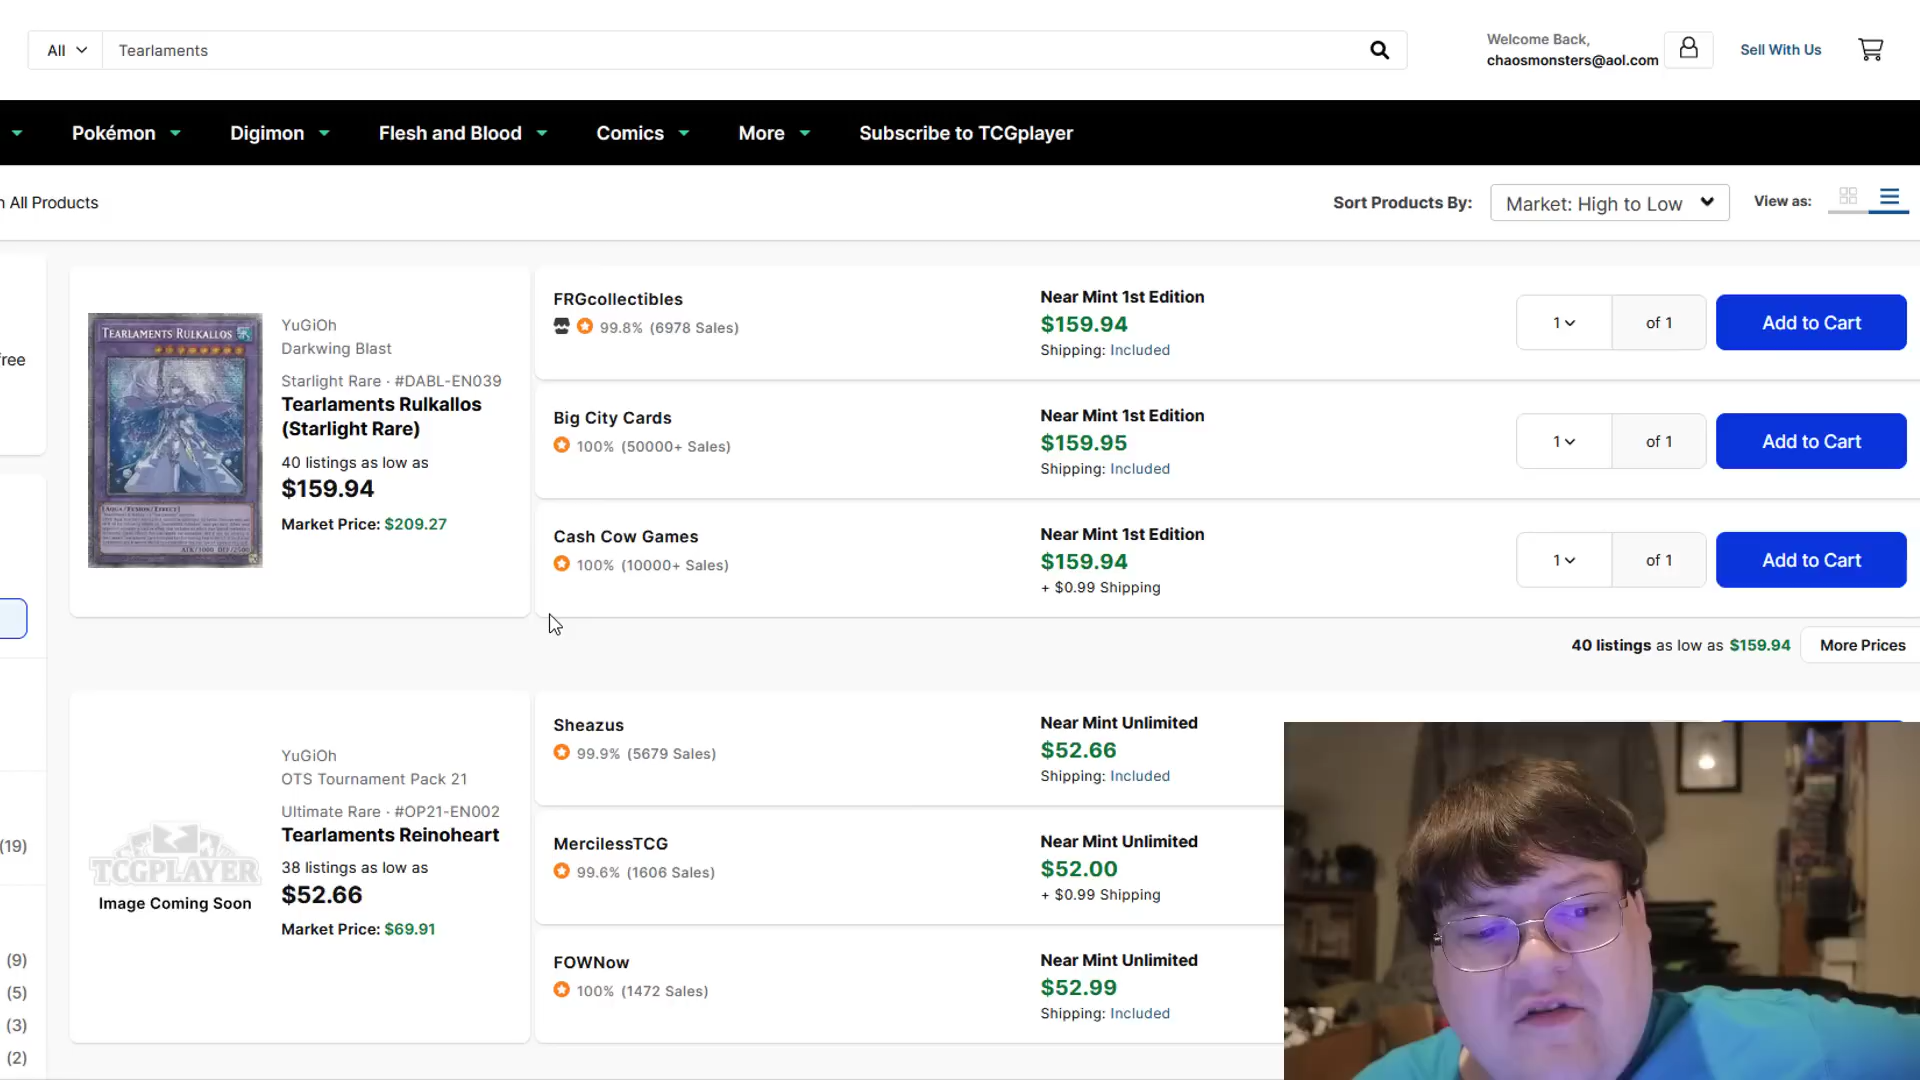 All
Tearlaments
Welcome Back,
chaosmonsters@aol.com
Sell With Us
Pokémon
Digimon
Flesh and Blood
Comics
More
Subscribe to TCGplayer
n All Products
Sort Products By:
Market: High to Low
View as:
ree
(19)
(9)
(5)
(3)
(2)
TEARLAMENTS RULKALLOS
[AQUA/FUSION/EFFECT]
ATK/3000 DEF/2500
YuGiOh
Darkwing Blast
Starlight Rare · #DABL-EN039
Tearlaments Rulkallos
(Starlight Rare)
40 listings as low as
$159.94
Market Price: $209.27
FRGcollectibles
99.8% (6978 Sales)
Near Mint 1st Edition
$159.94
Shipping: Included
1
of 1
Add to Cart
Big City Cards
100% (50000+ Sales)
Near Mint 1st Edition
$159.95
Shipping: Included
1
of 1
Add to Cart
Cash Cow Games
100% (10000+ Sales)
Near Mint 1st Edition
$159.94
+ $0.99 Shipping
1
of 1
Add to Cart
40 listings as low as $159.94
More Prices
TCGPLAYER
Image Coming Soon
YuGiOh
OTS Tournament Pack 21
Ultimate Rare · #OP21-EN002
Tearlaments Reinoheart
38 listings as low as
$52.66
Market Price: $69.91
Sheazus
99.9% (5679 Sales)
Near Mint Unlimited
$52.66
Shipping: Included
MercilessTCG
99.6% (1606 Sales)
Near Mint Unlimited
$52.00
+ $0.99 Shipping
FOWNow
100% (1472 Sales)
Near Mint Unlimited
$52.99
Shipping: Included